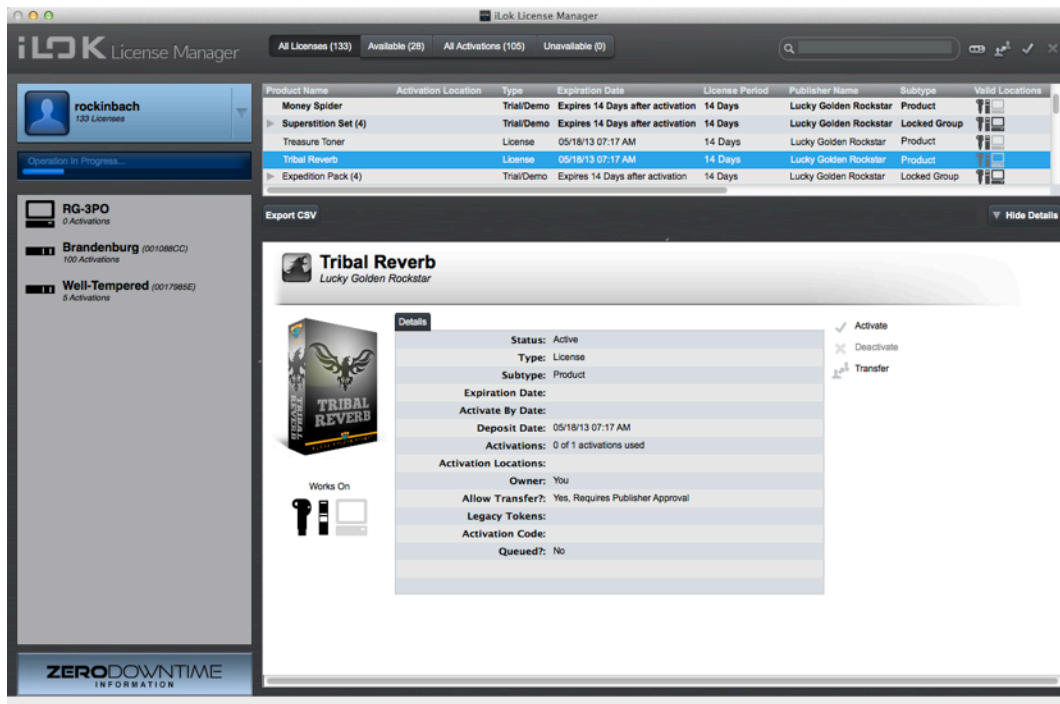 iLok License Manager
iLOK License Manager
All Licenses (133) Available (28) All Activations (105) Unavailable (0)
rockinbach
133 Licenses
Operation In Progress...
RG-3PO
0 Activations
Brandenburg (001088CC)
100 Activations
Well-Tempered (0017985E)
5 Activations
ZERODOWNTIME
INFORMATION
Product Name Activation Location Type Expiration Date License Period Publisher Name Subtype Valid Locations
Money Spider Trial/Demo Expires 14 Days after activation 14 Days Lucky Golden Rockstar Product
Superstition Set (4) Trial/Demo Expires 14 Days after activation 14 Days Lucky Golden Rockstar Locked Group
Treasure Toner License 05/18/13 07:17 AM 14 Days Lucky Golden Rockstar Product
Tribal Reverb License 05/18/13 07:17 AM 14 Days Lucky Golden Rockstar Product
Expedition Pack (4) Trial/Demo Expires 14 Days after activation 14 Days Lucky Golden Rockstar Locked Group
Export CSV Hide Details
Tribal Reverb
Lucky Golden Rockstar
TRIBAL
REVERB
TRIBAL
REVERB
Works On
Details
Status: Active
Type: License
Subtype: Product
Expiration Date:
Activate By Date:
Deposit Date: 05/18/13 07:17 AM
Activations: 0 of 1 activations used
Activation Locations:
Owner: You
Allow Transfer?: Yes, Requires Publisher Approval
Legacy Tokens:
Activation Code:
Queued?: No
Activate
Deactivate
Transfer